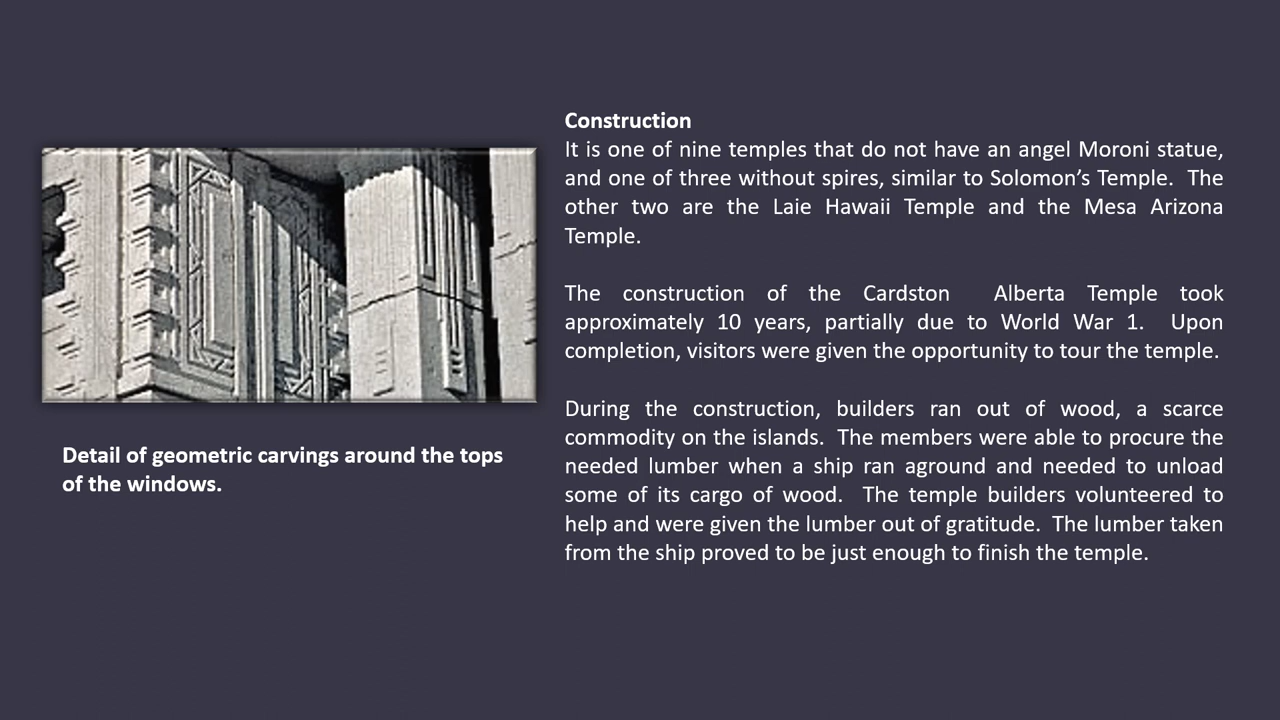 Construction
It is one of nine temples that do not have an angel Moroni statue,
and one of three without spires, similar to Solomon’s Temple.  The
other two are the Laie Hawaii Temple and the Mesa Arizona
Temple.
The construction of the Cardston  Alberta Temple took
approximately 10 years, partially due to World War 1.  Upon
completion, visitors were given the opportunity to tour the temple.
During the construction, builders ran out of wood, a scarce
commodity on the islands.  The members were able to procure the
needed lumber when a ship ran aground and needed to unload
some of its cargo of wood.  The temple builders volunteered to
help and were given the lumber out of gratitude.  The lumber taken
from the ship proved to be just enough to finish the temple.
Detail of geometric carvings around the tops
of the windows.